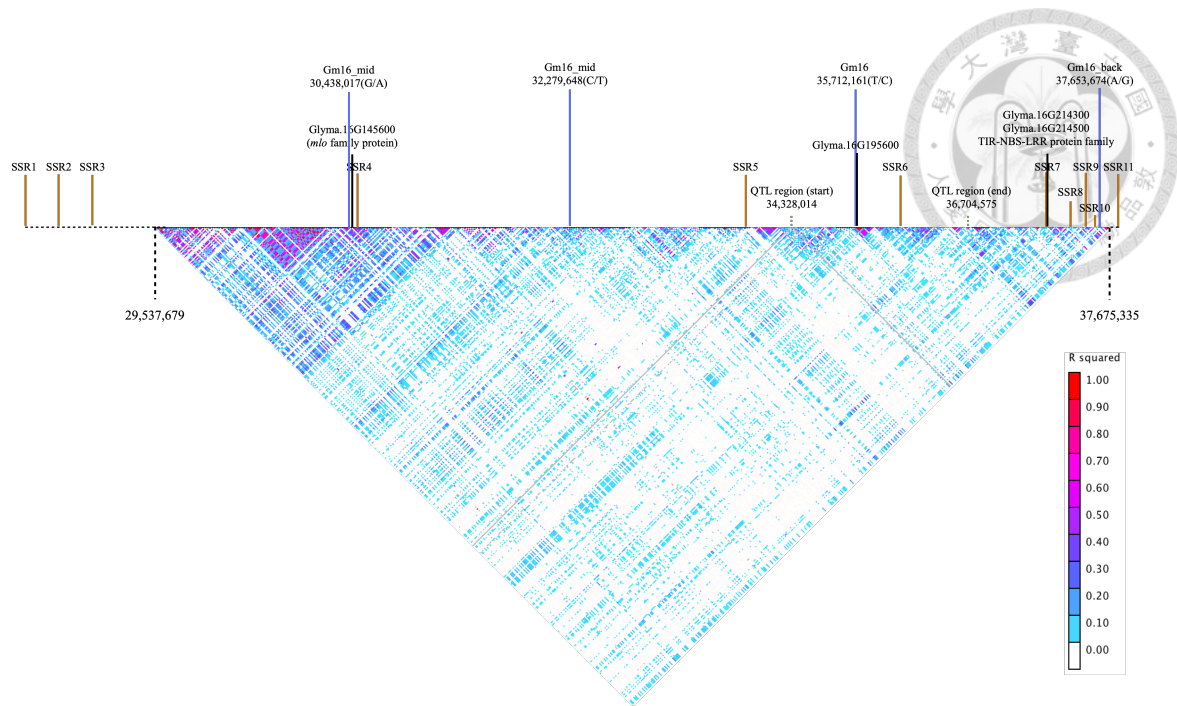 Gm16_mid
30,438,017(G/A)
Gm16_mid
32,279,648(C/T)
Gm16
35,712,161(T/C)
Gm16_back
37,653,674(A/G)
Glyma.16G145600
(mlo family protein)
Glyma.16G195600
Glyma.16G214300
Glyma.16G214500
TIR-NBS-LRR protein family
SSR1
SSR2
SSR3
SSR4
SSR5
SSR6
SSR7
SSR8
SSR9
SSR10
SSR11
QTL region (start)
34,328,014
QTL region (end)
36,704,575
29,537,679
37,675,335
R squared
1.00
0.90
0.80
0.70
0.60
0.50
0.40
0.30
0.20
0.10
0.00
臺灣大學